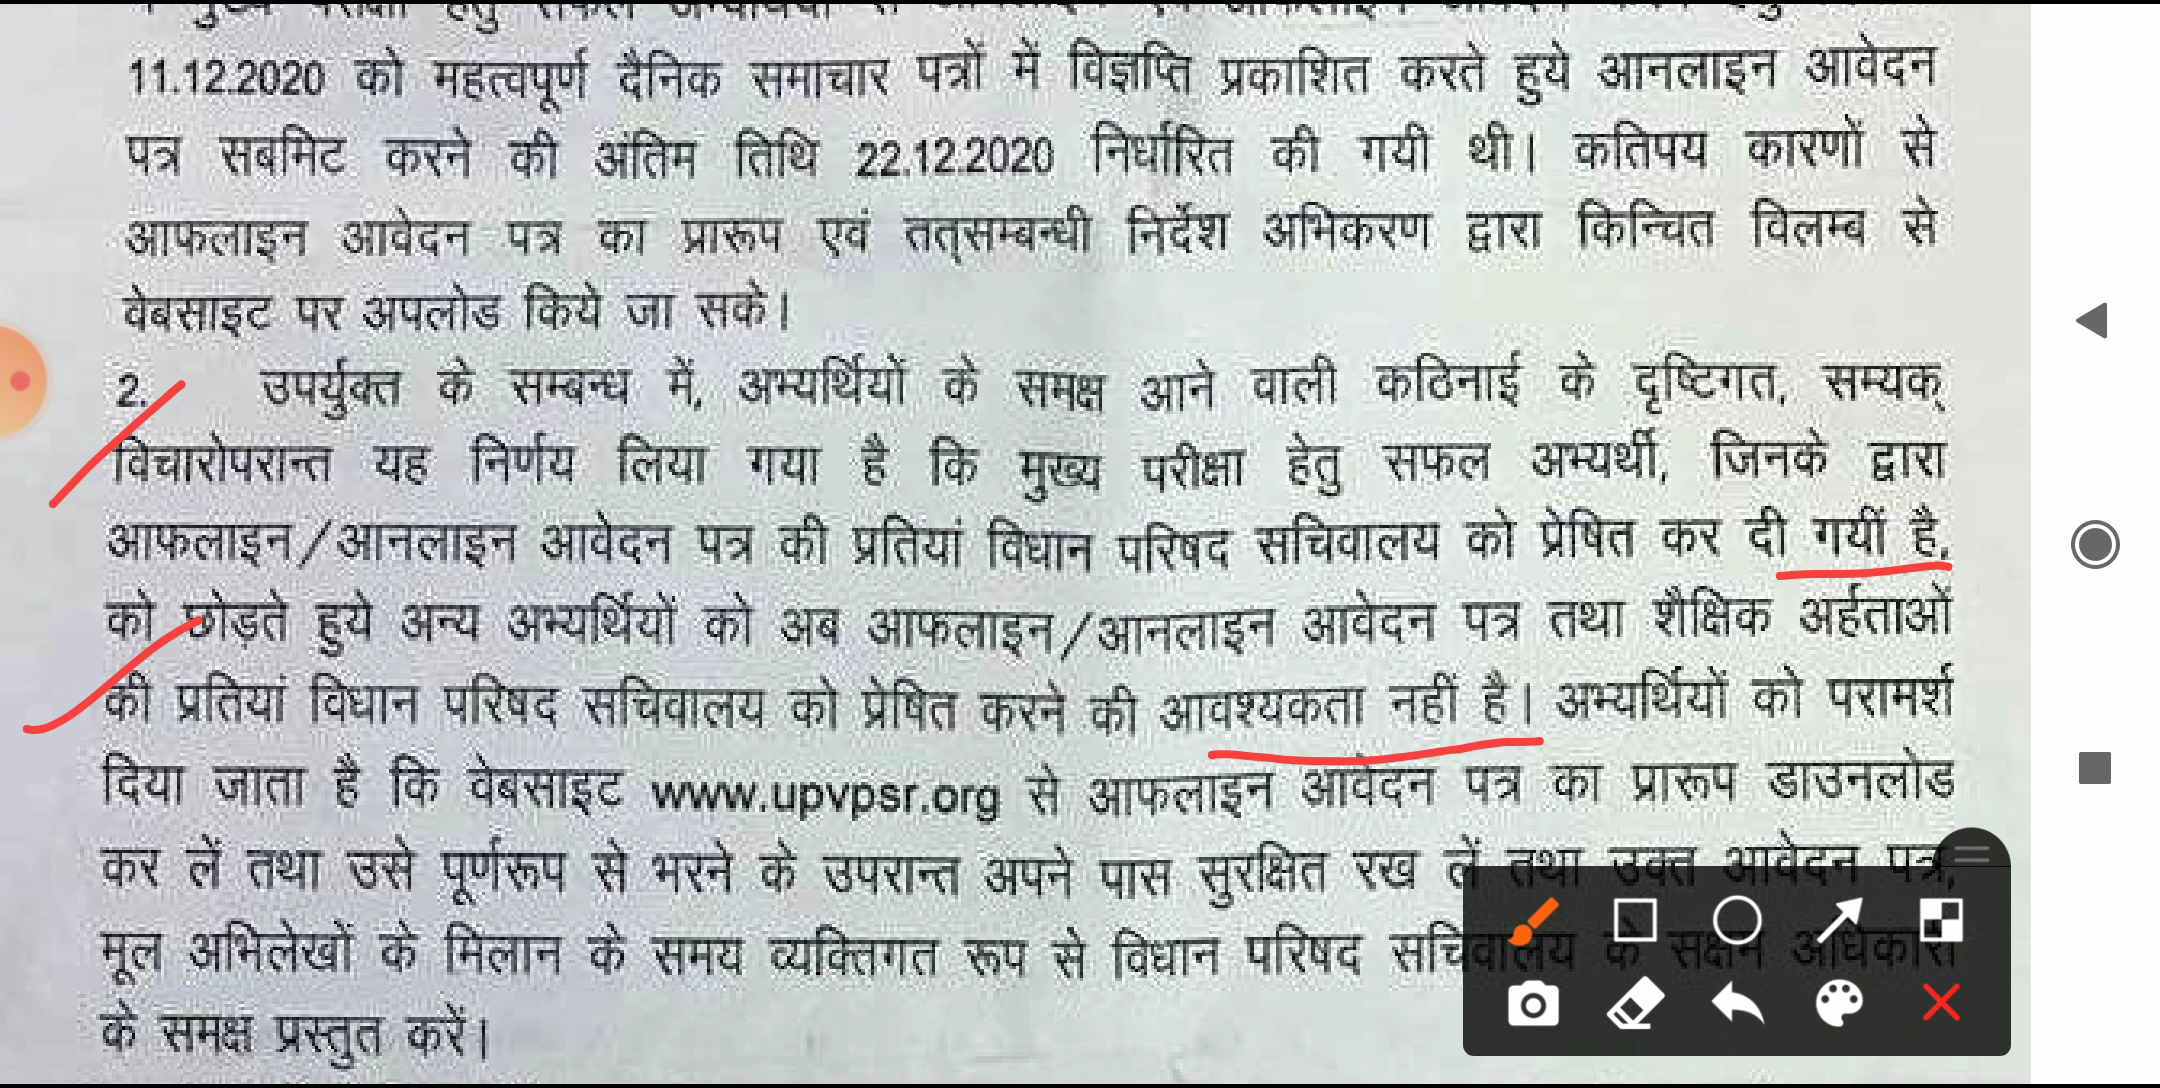 11.12.2020 को महत्वपूर्ण दैनिक समाचार पत्रों में विज्ञप्ति प्रकाशित करते हुये आनलाइन आवेदन
पत्र सबमिट करने की अंतिम तिथि 22.12.2020 निर्धारित की गयी थी। कतिपय कारणों से
आफलाइन आवेदन पत्र का प्रारूप एवं तत्सम्बन्धी निर्देश अभिकरण द्वारा किन्चित विलम्ब से
वेबसाइट पर अपलोड किये जा सके।
2. उपर्युक्त के सम्बन्ध में, अभ्यर्थियों के समक्ष आने वाली कठिनाई के दृष्टिगत, सम्यक्
विचारोपरान्त यह निर्णय लिया गया है कि मुख्य परीक्षा हेतु सफल अभ्यर्थी, जिनके द्वारा
आफलाइन/आनलाइन आवेदन पत्र की प्रतियां विधान परिषद सचिवालय को प्रेषित कर दी गयीं है,
को छोड़ते हुये अन्य अभ्यर्थियों को अब आफलाइन/आनलाइन आवेदन पत्र तथा शैक्षिक अर्हताओं
की प्रतियां विधान परिषद सचिवालय को प्रेषित करने की आवश्यकता नहीं है। अभ्यर्थियों को परामर्श
दिया जाता है कि वेबसाइट www.upvpsr.org से आफलाइन आवेदन पत्र का प्रारूप डाउनलोड
कर लें तथा उसे पूर्णरूप से भरने के उपरान्त अपने पास सुरक्षित रख लें तथा उक्त आवेदन पत्र,
मूल अभिलेखों के मिलान के समय व्यक्तिगत रूप से विधान परिषद सचिवालय के सक्षम अधिकारी
के समक्ष प्रस्तुत करें।